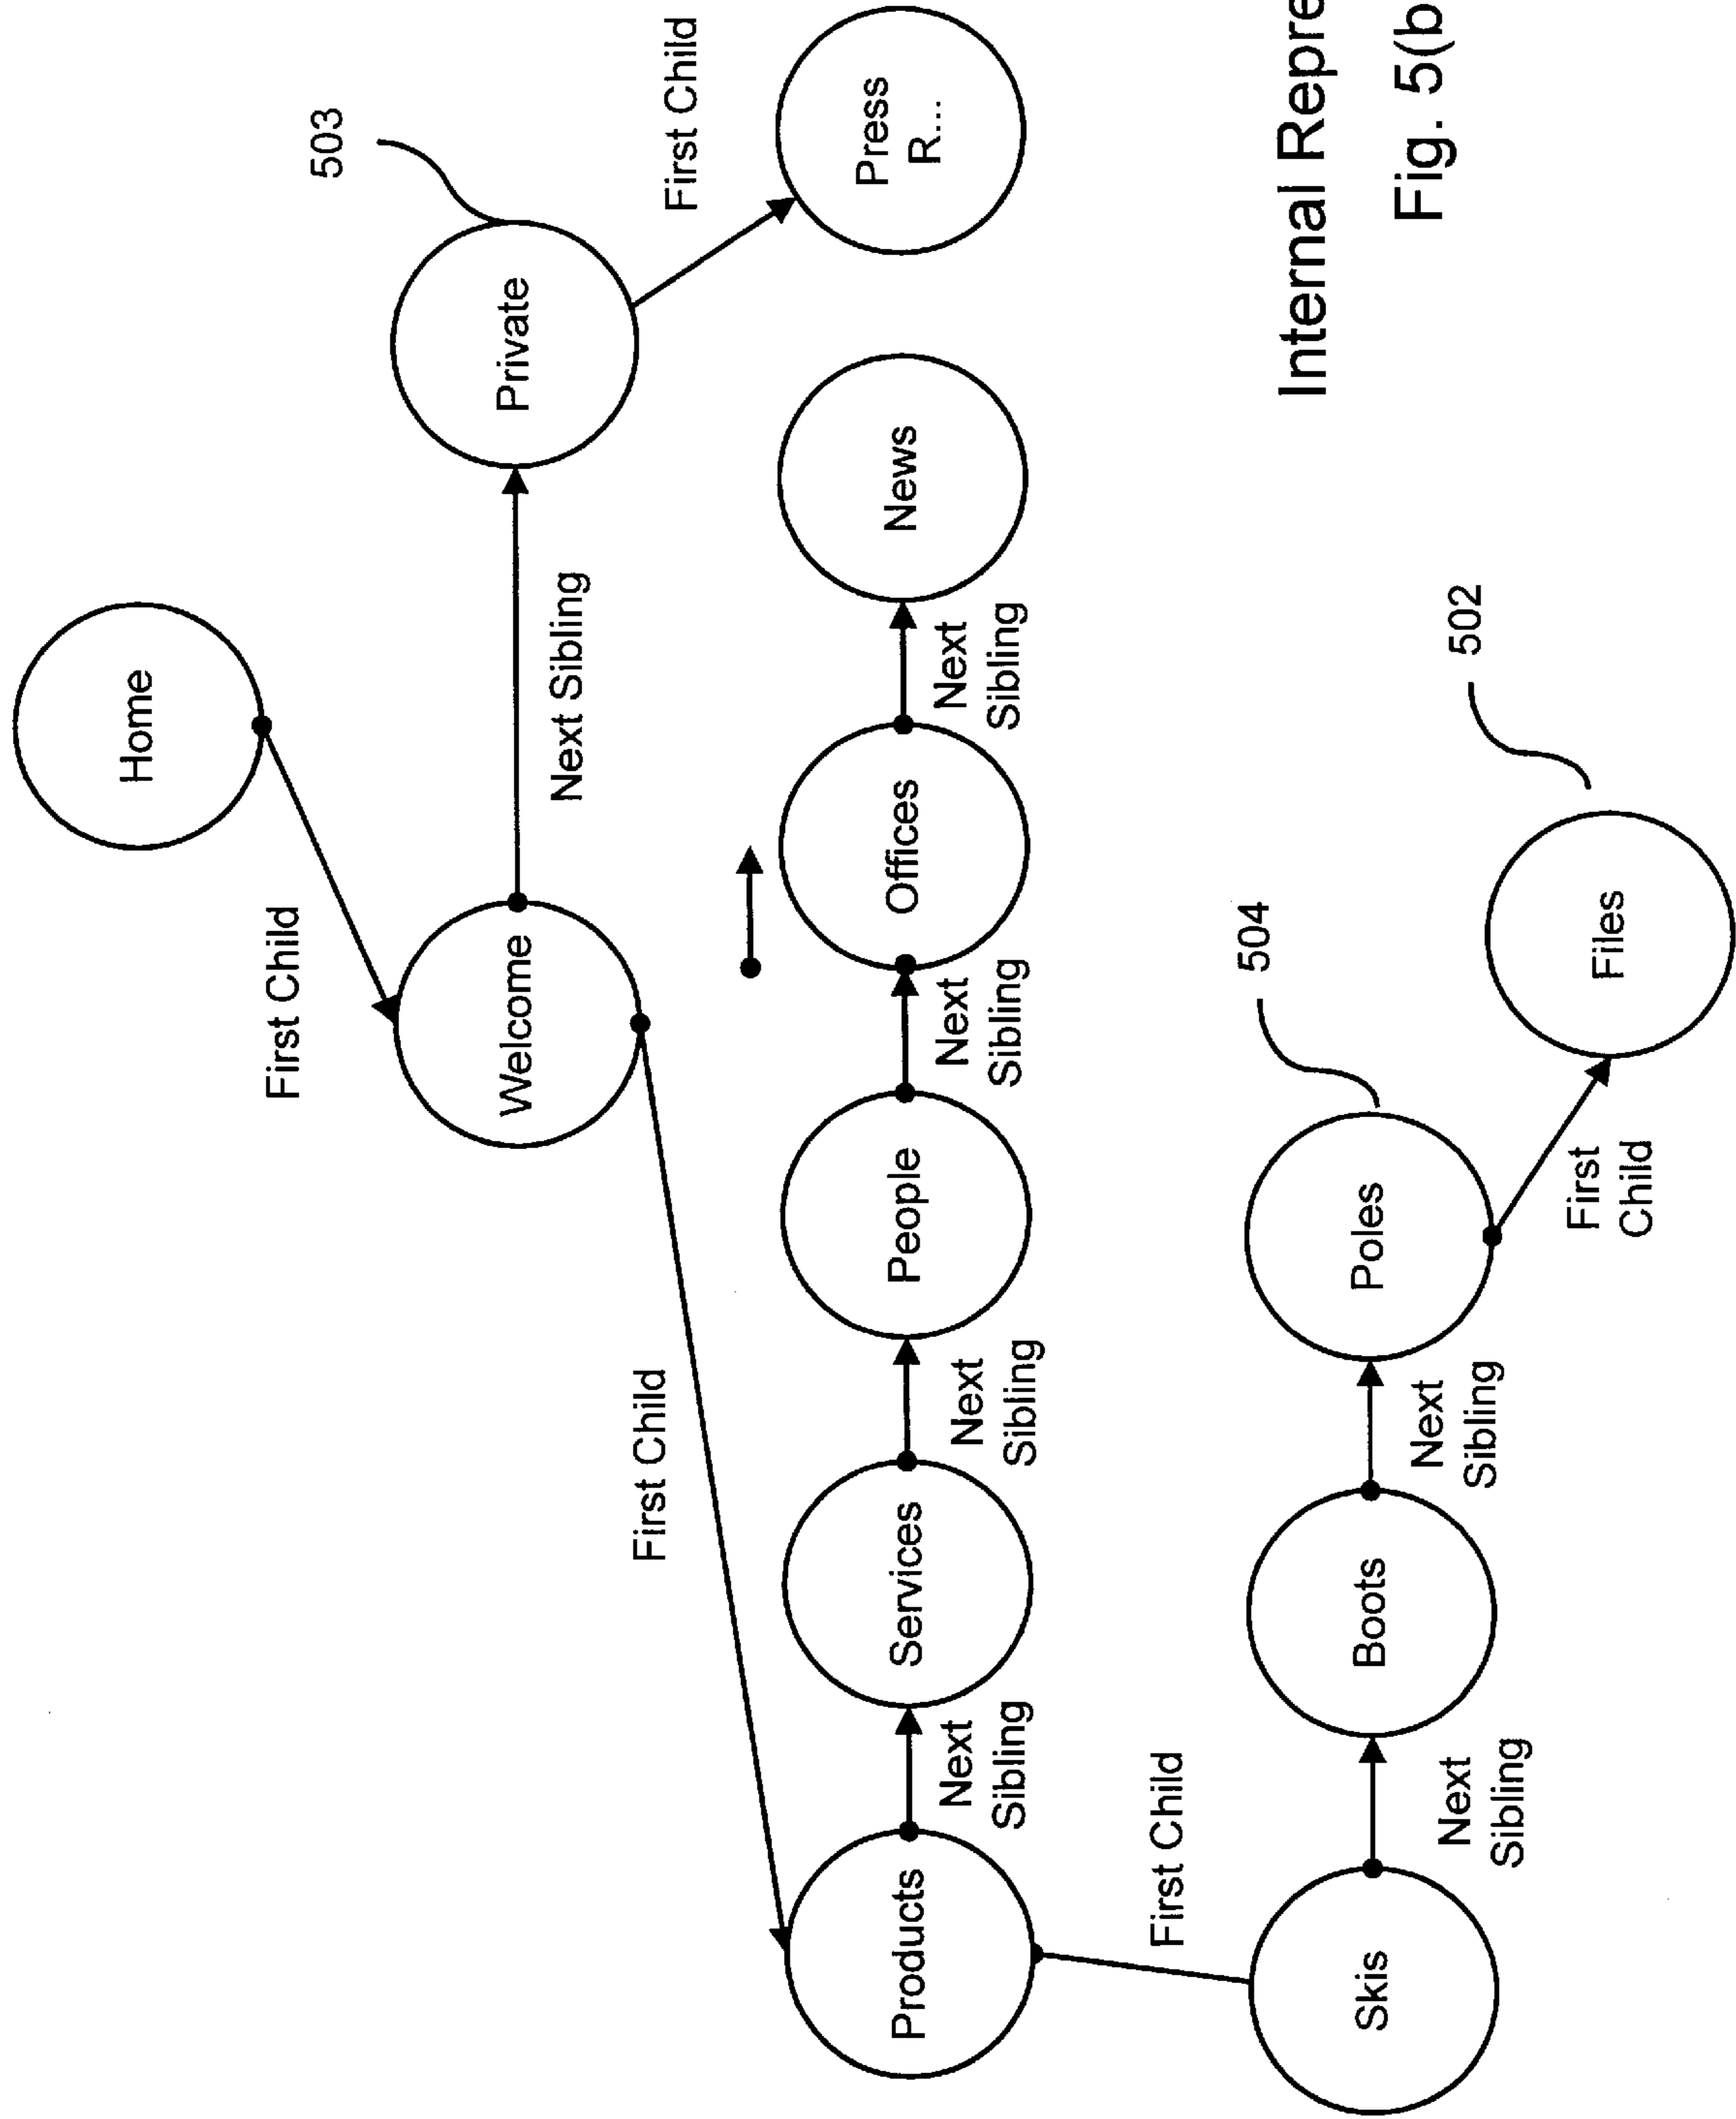 Home
First Child
503
Welcome
Private
Next Sibling
First Child
First Child
Press
R...
Products
Services
People
Offices
News
Next
Sibling
Next
Sibling
Next
Sibling
Next
Sibling
First Child
504
Internal Repre
Fig. 5(b
Skis
Boots
Poles
Next
Sibling
Next
Sibling
502
First
Child
Files